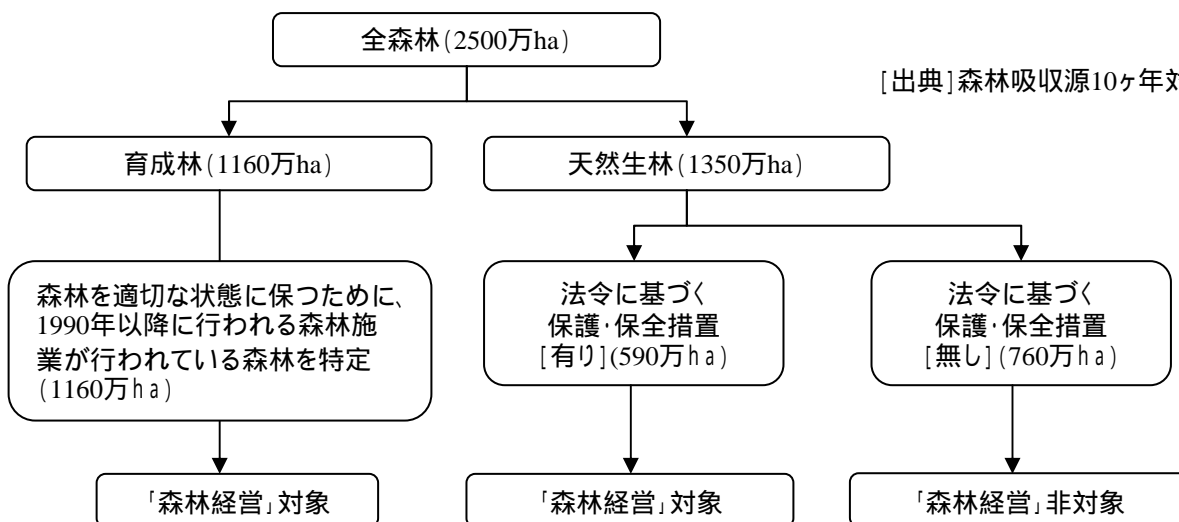 全森林(2500万ha)
[出典]森林吸収源10ヶ年対
育成林(1160万ha)
天然生林(1350万ha)
森林を適切な状態に保つために、
1990年以降に行われる森林施
業が行われている森林を特定
(1160万ha)
法令に基づく
保護・保全措置
[有り](590万ha)
法令に基づく
保護・保全措置
[無し](760万ha)
「森林経営」対象
「森林経営」対象
「森林経営」非対象